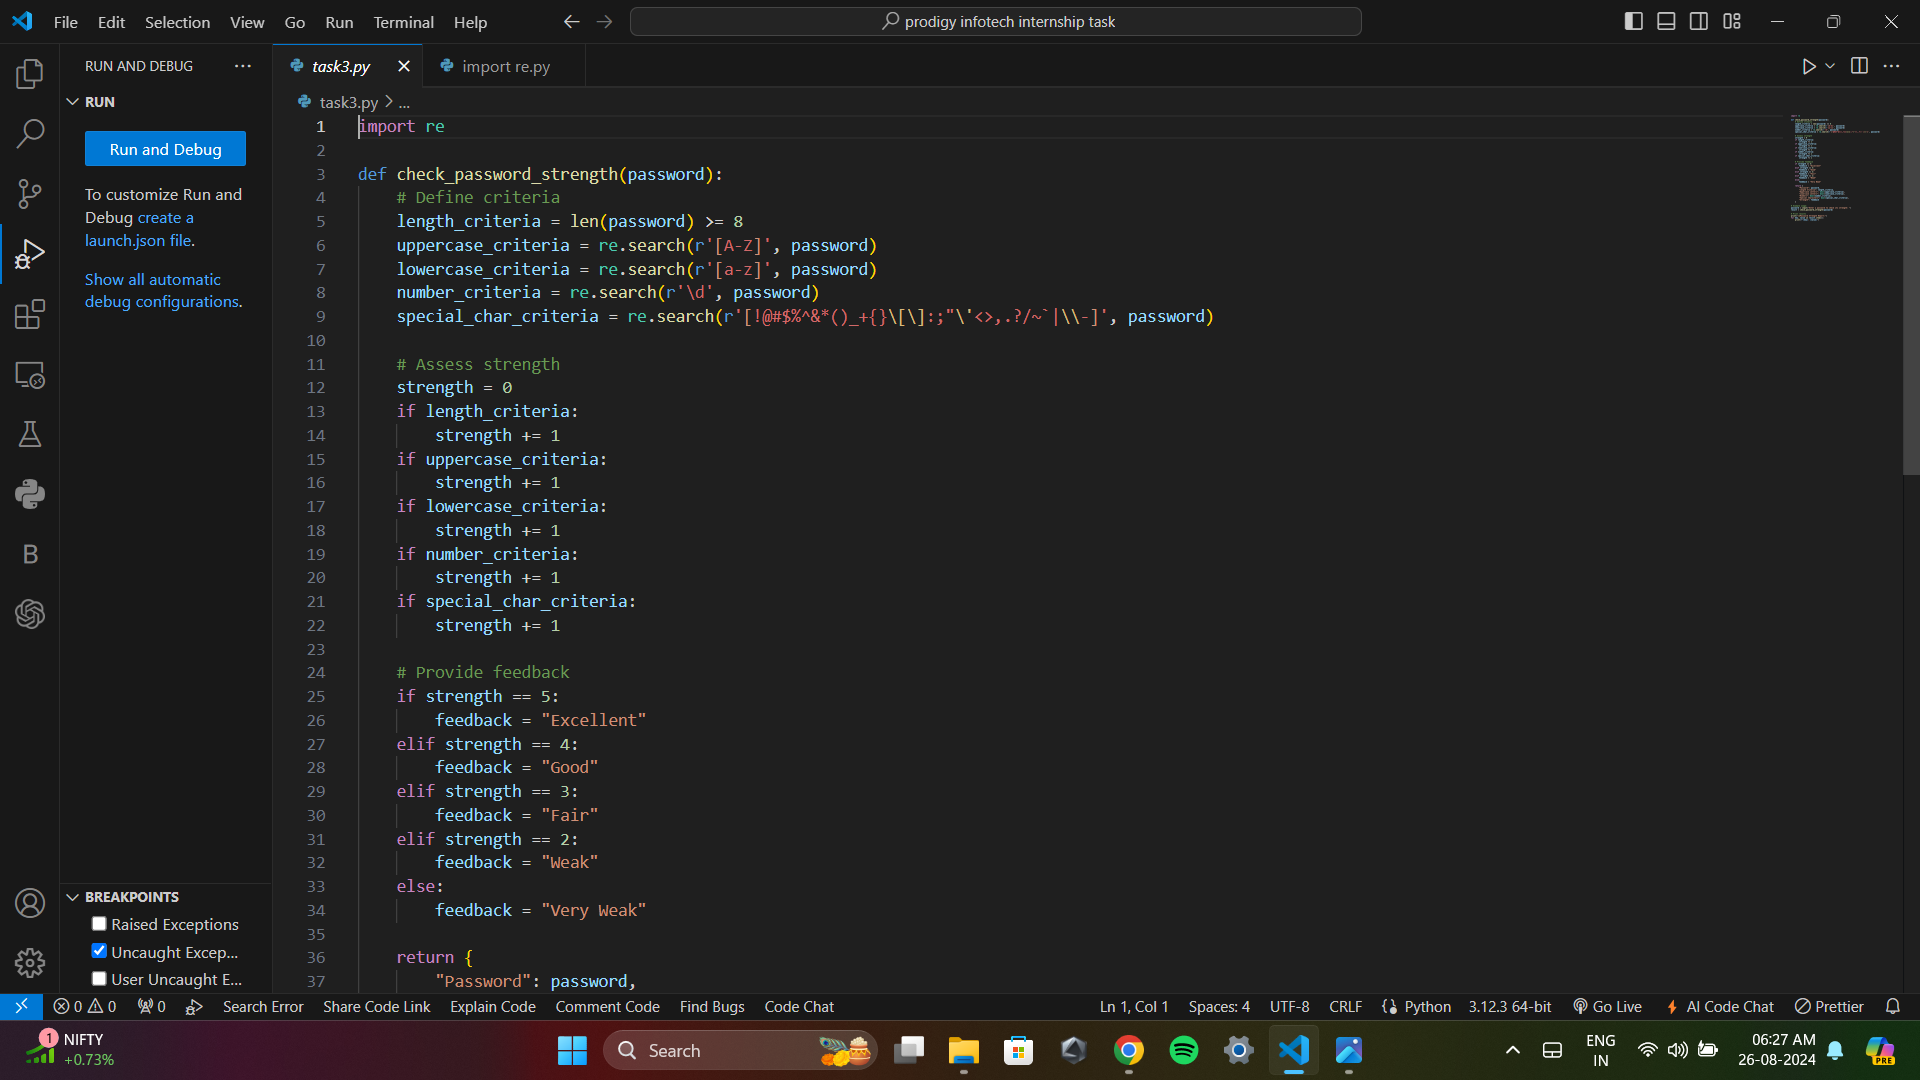 File Edit Selection View Go Run Terminal Help
prodigy infotech internship task
RUN AND DEBUG
RUN
Run and Debug
To customize Run and
Debug create a
launch.json file.
Show all automatic
debug configurations.
BREAKPOINTS
Raised Exceptions
Uncaught Excep...
User Uncaught E...
task3.py
import re.py
task3.py > ...
1 import re
2
3 def check_password_strength(password):
4     # Define criteria
5     length_criteria = len(password) >= 8
6     uppercase_criteria = re.search(r'[A-Z]', password)
7     lowercase_criteria = re.search(r'[a-z]', password)
8     number_criteria = re.search(r'\d', password)
9     special_char_criteria = re.search(r'[!@#$%^&*()_+{}\[\]:;"\'<>,.?/~`|\\-]', password)
10
11     # Assess strength
12     strength = 0
13     if length_criteria:
14         strength += 1
15     if uppercase_criteria:
16         strength += 1
17     if lowercase_criteria:
18         strength += 1
19     if number_criteria:
20         strength += 1
21     if special_char_criteria:
22         strength += 1
23
24     # Provide feedback
25     if strength == 5:
26         feedback = "Excellent"
27     elif strength == 4:
28         feedback = "Good"
29     elif strength == 3:
30         feedback = "Fair"
31     elif strength == 2:
32         feedback = "Weak"
33     else:
34         feedback = "Very Weak"
35
36     return {
37         "Password": password,
0 0 0 Search Error Share Code Link Explain Code Comment Code Find Bugs Code Chat Ln 1, Col 1 Spaces: 4 UTF-8 CRLF Python 3.12.3 64-bit Go Live AI Code Chat Prettier
1
NIFTY
+0.73%
Search
ENG
IN
06:27 AM
26-08-2024
PRE
B